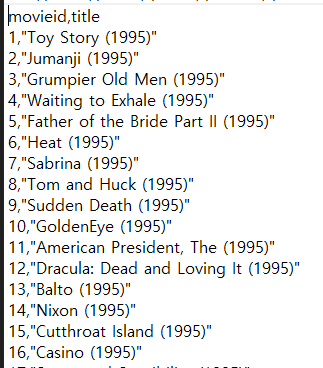 movieid,title
1,"Toy Story (1995)"
2,"Jumanji (1995)"
3,"Grumpier Old Men (1995)"
4,"Waiting to Exhale (1995)"
5,"Father of the Bride Part II (1995)"
6,"Heat (1995)"
7,"Sabrina (1995)"
8,"Tom and Huck (1995)"
9,"Sudden Death (1995)"
10,"GoldenEye (1995)"
11,"American President, The (1995)"
12,"Dracula: Dead and Loving It (1995)"
13,"Balto (1995)"
14,"Nixon (1995)"
15,"Cutthroat Island (1995)"
16,"Casino (1995)"